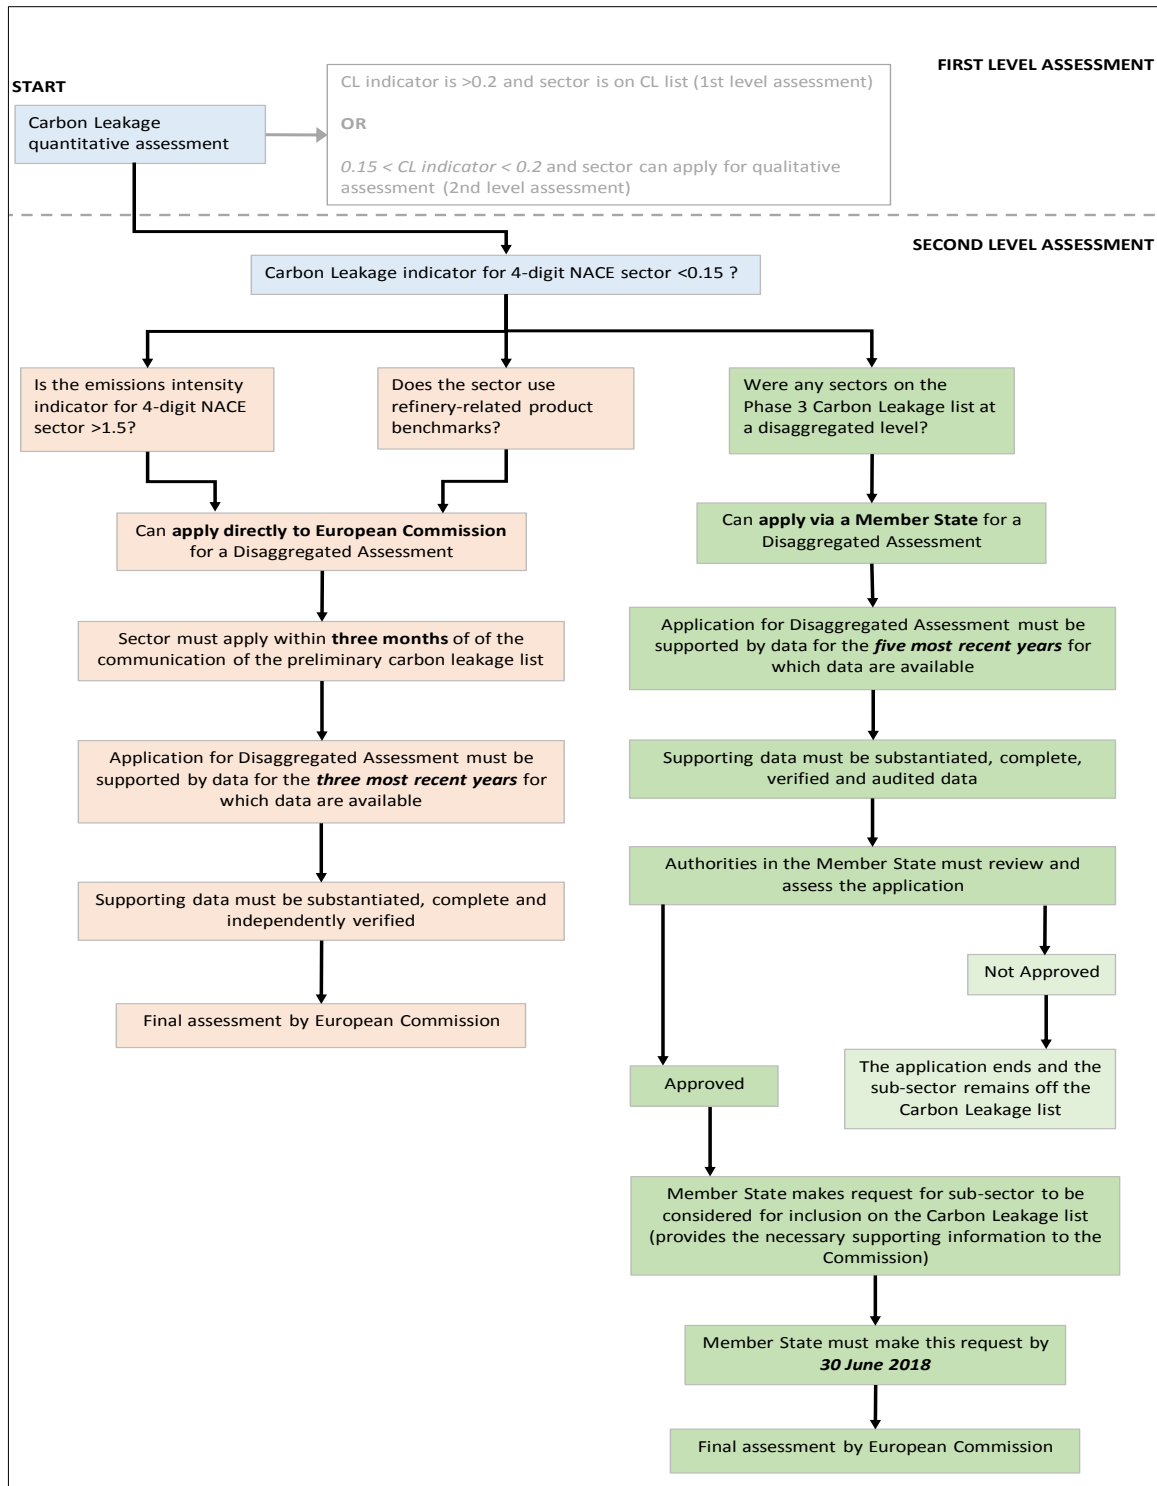 FIRST LEVEL ASSESSMENT
START
Carbon Leakage
quantitative assessment
CL indicator is >0.2 and sector is on CL list (1st level assessment)
OR
0.15 < CL indicator < 0.2 and sector can apply for qualitative
assessment (2nd level assessment)
SECOND LEVEL ASSESSMENT
Carbon Leakage indicator for 4-digit NACE sector <0.15 ?
Is the emissions intensity
indicator for 4-digit NACE
sector >1.5?
Does the sector use
refinery-related product
benchmarks?
Can apply directly to European Commission
for a Disaggregated Assessment
Sector must apply within three months of of the
communication of the preliminary carbon leakage list
Application for Disaggregated Assessment must be
supported by data for the three most recent years for
which data are available
Supporting data must be substantiated, complete and
independently verified
Final assessment by European Commission
Were any sectors on the
Phase 3 Carbon Leakage list at
a disaggregated level?
Can apply via a Member State for a
Disaggregated Assessment
Application for Disaggregated Assessment must be
supported by data for the five most recent years for
which data are available
Supporting data must be substantiated, complete,
verified and audited data
Authorities in the Member State must review and
assess the application
Not Approved
The application ends and the
sub-sector remains off the
Carbon Leakage list
Approved
Member State makes request for sub-sector to be
considered for inclusion on the Carbon Leakage list
(provides the necessary supporting information to the
Commission)
Member State must make this request by
30 June 2018
Final assessment by European Commission